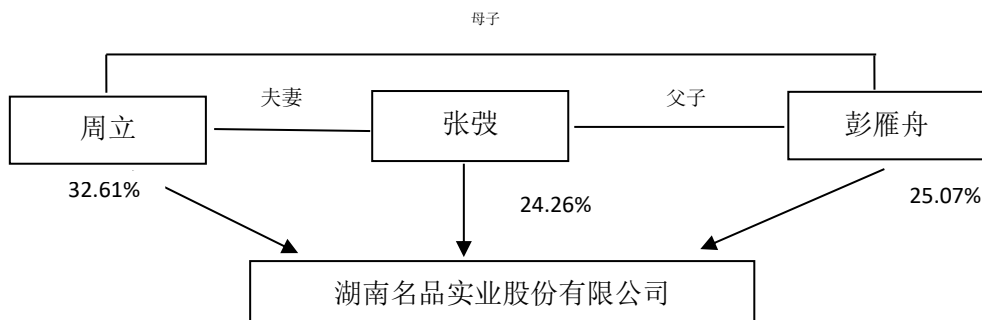 母子
夫妻
父子
周立
张弢
彭雁舟
32.61%
24.26%
25.07%
湖南名品实业股份有限公司